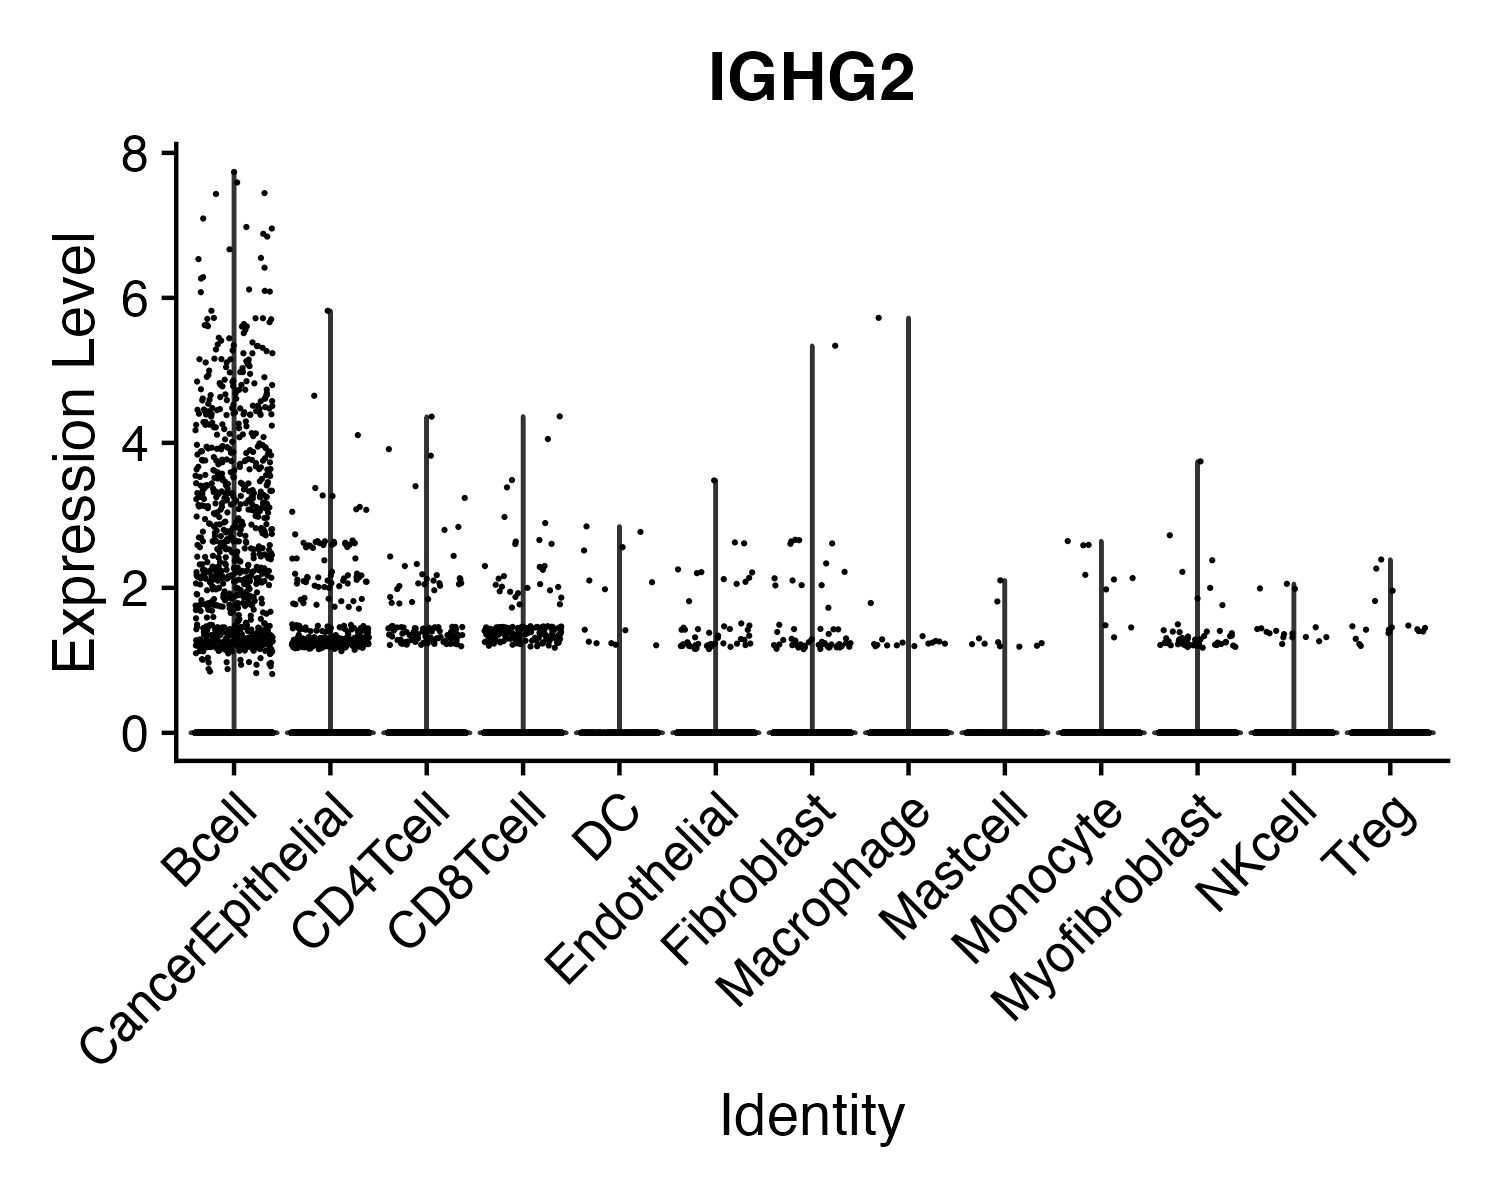 IGHG2
Expression Level
8
6
4
2
0
Bcell
CancerEpithelial
CD4Tcell
CD8Tcell
DC
Endothelial
Fibroblast
Macrophage
Mastcell
Monocyte
Myofibroblast
NKcell
Treg
Identity